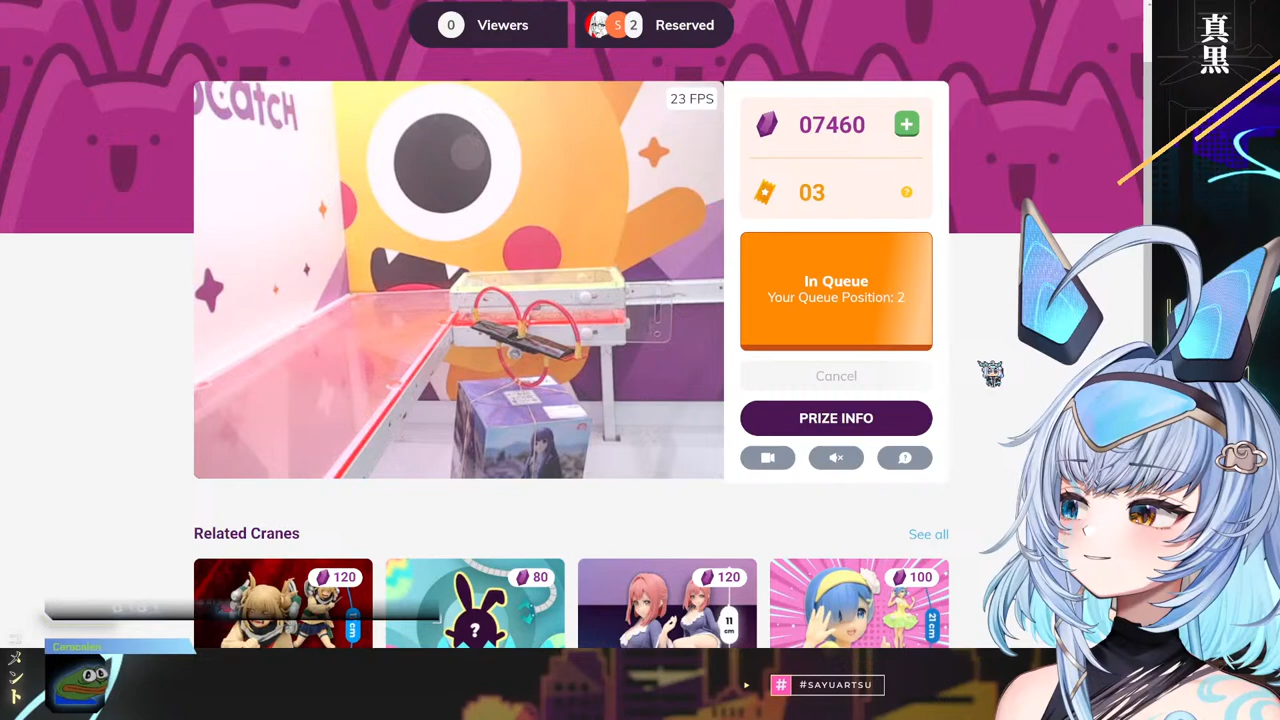 0 Viewers
S 2 Reserved
真黒
CATCH
23 FPS
07460 +
03 ?
In Queue
Your Queue Position: 2
Cancel
PRIZE INFO
Related Cranes
See all
120
80
120
100
?
11
cm
21 cm
Cernosien
#SAYUARTSU